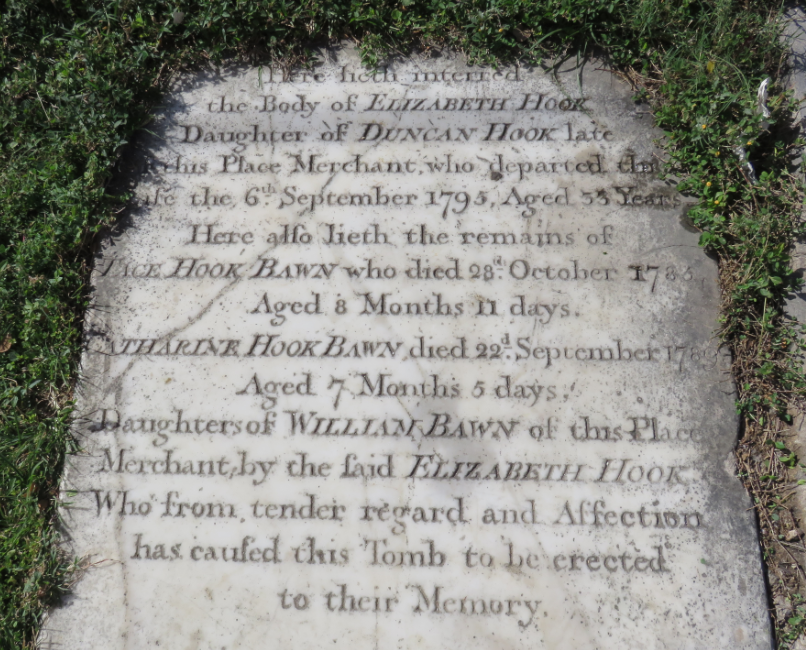 Here lieth interred
the Body of ELIZABETH HOOK
Daughter of DUNCAN HOOK late
this Place Merchant, who departed this
Life the 6th September 1795, Aged 33 Years
Here alſo lieth the remains of
HOOK BAWN who died 28d October 1785
Aged 8 Months 11 days.
CATHARINE HOOK BAWN died 22d September
Aged 7 Months 5 days,
Daughters of WILLIAM BAWN of this Place
Merchant, by the ſaid ELIZABETH HOOK
Who from tender regard and Affection
has cauſed this Tomb to be erected
to their Memory.